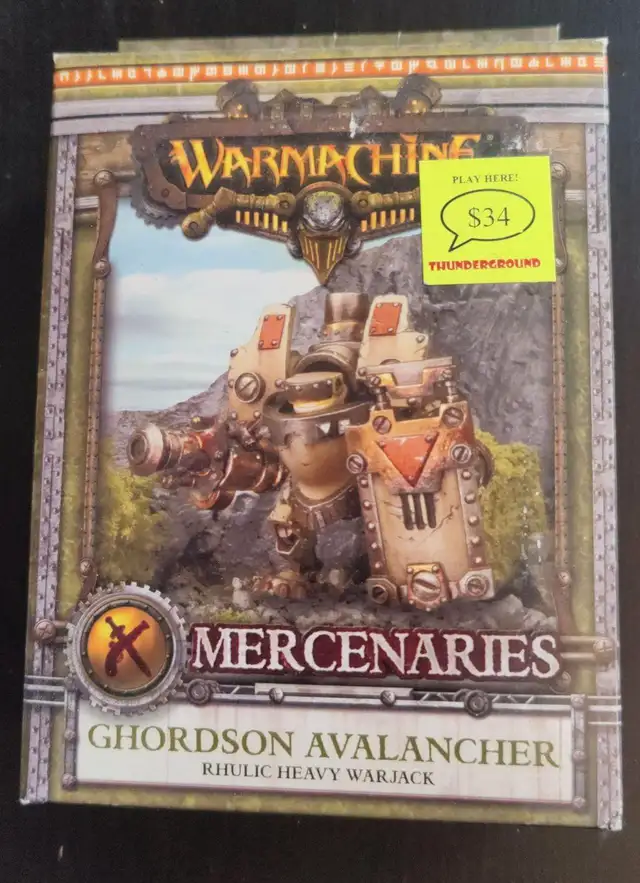 WARMACHINE
PLAY HERE!
$34
THUNDERGROUND
MERCENARIES
GHORDSON AVALANCHER
RHULIC HEAVY WARJACK